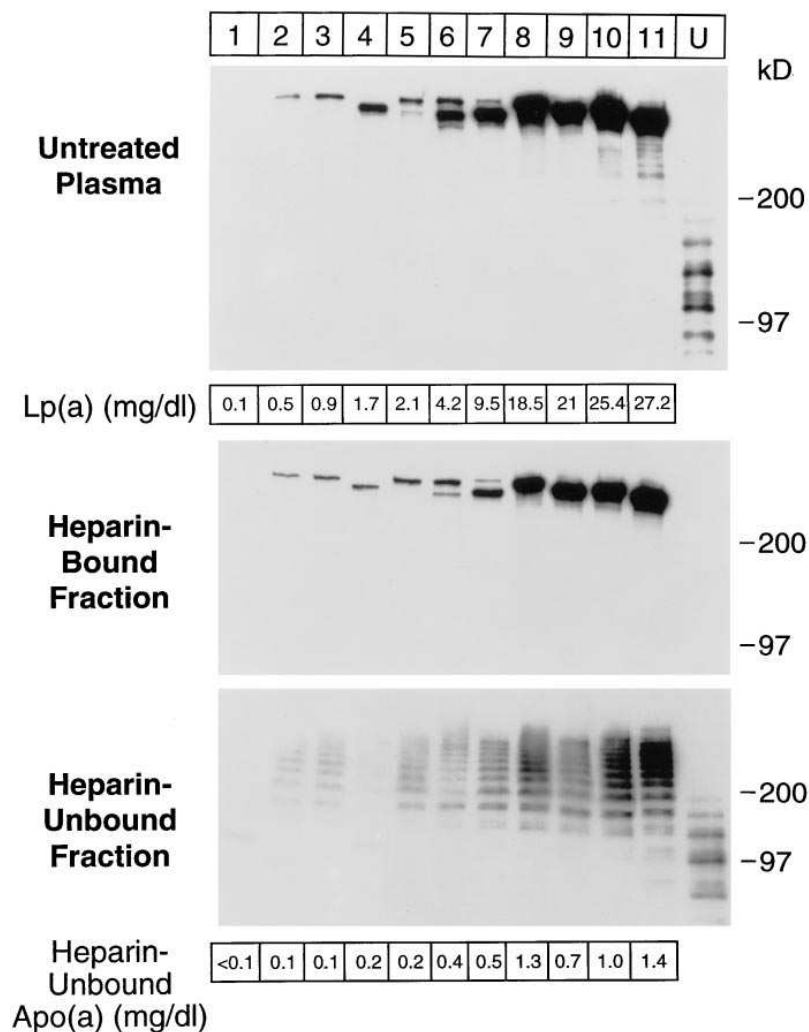 1 2 3 4 5 6 7 8 9 10 11 U
kD
Untreated
Plasma
–200
–97
Lp(a) (mg/dl) 0.1 0.5 0.9 1.7 2.1 4.2 9.5 18.5 21 25.4 27.2
Heparin-
Bound
Fraction
–200
–97
Heparin-
Unbound
Fraction
–200
–97
Heparin-
Unbound
Apo(a) (mg/dl)
<0.1 0.1 0.1 0.2 0.2 0.4 0.5 1.3 0.7 1.0 1.4